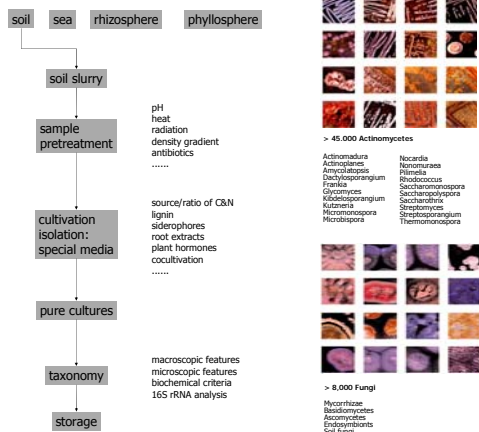 soil sea rhizosphere phyllosphere
soil slurry
sample
pretreatment
pH
heat
radiation
density gradient
antibiotics
......
cultivation
isolation:
special media
source/ratio of C&N
lignin
siderophores
root extracts
plant hormones
cocultivation
......
pure cultures
taxonomy
macroscopic features
microscopic features
biochemical criteria
16S rRNA analysis
storage
> 45.000 Actinomycetes
Actinomadura
Actinoplanes
Amycolatopsis
Dactylosporangium
Frankia
Glycomyces
Kibdelosporangium
Kutzneria
Micromonospora
Microbispora
Nocardia
Nonomuraea
Pilimelia
Rhodococcus
Saccharomonospora
Saccharopolyspora
Saccharothrix
Streptomyces
Streptosporangium
Thermomonospora
> 8,000 Fungi
Mycorrhizae
Basidiomycetes
Ascomycetes
Endosymbionts
Soil fungi